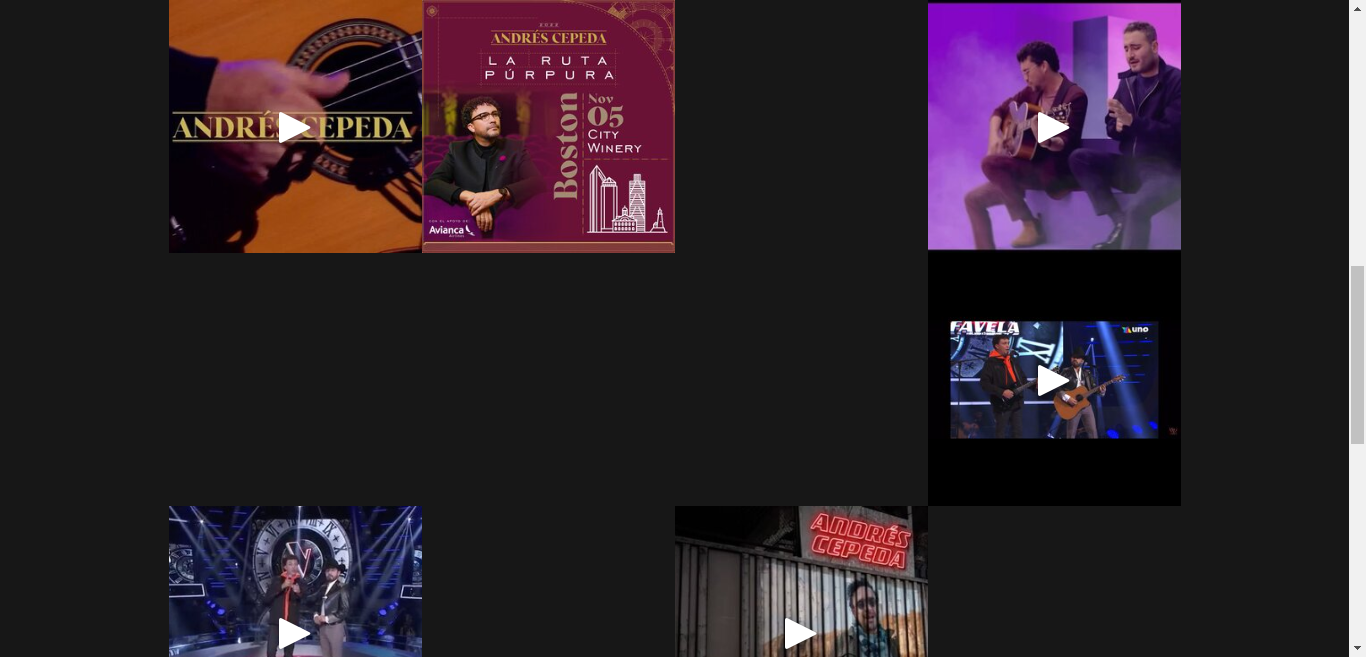 ANDRÉS CEPEDA
2022
ANDRÉS CEPEDA
LA RUTA
PÚRPURA
Boston
Nov
05
CITY
WINERY
CON EL APOYO DE:
Avianca
FAVELA
uno
ANDRÉS
CEPEDA